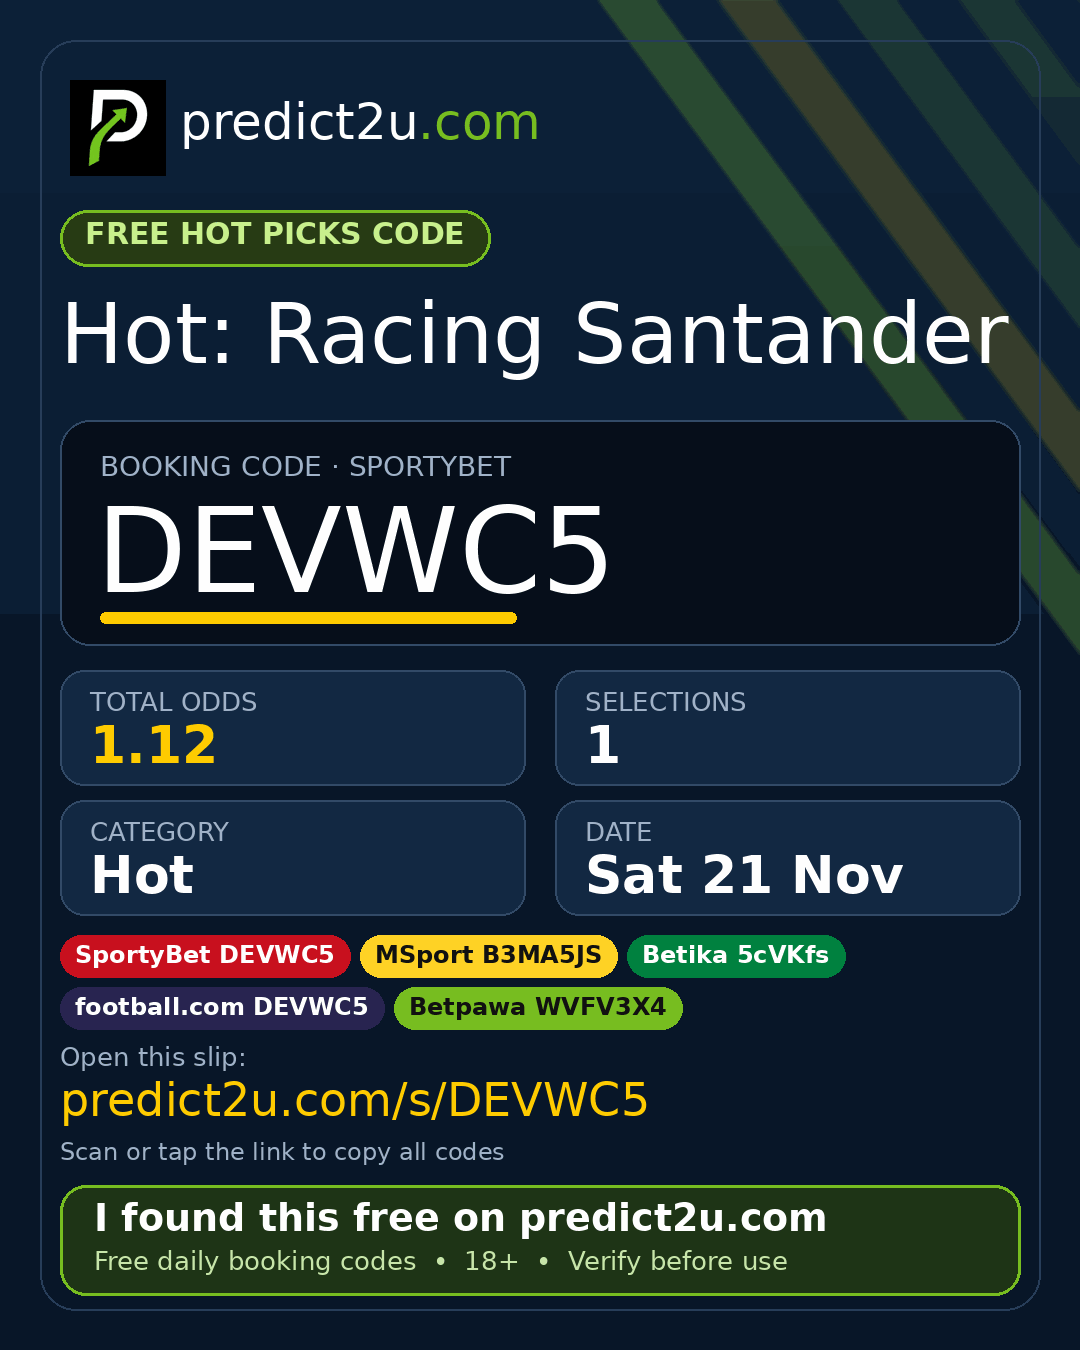 predict2u.com
FREE HOT PICKS CODE
Hot: Racing Santander
BOOKING CODE · SPORTYBET
DEVWC5
TOTAL ODDS
1.12
SELECTIONS
1
CATEGORY
Hot
DATE
Sat 21 Nov
SportyBet DEVWC5
MSport B3MA5JS
Betika 5cVKfs
football.com DEVWC5
Betpawa WVFV3X4
Open this slip:
predict2u.com/s/DEVWC5
Scan or tap the link to copy all codes
I found this free on predict2u.com
Free daily booking codes • 18+ • Verify before use